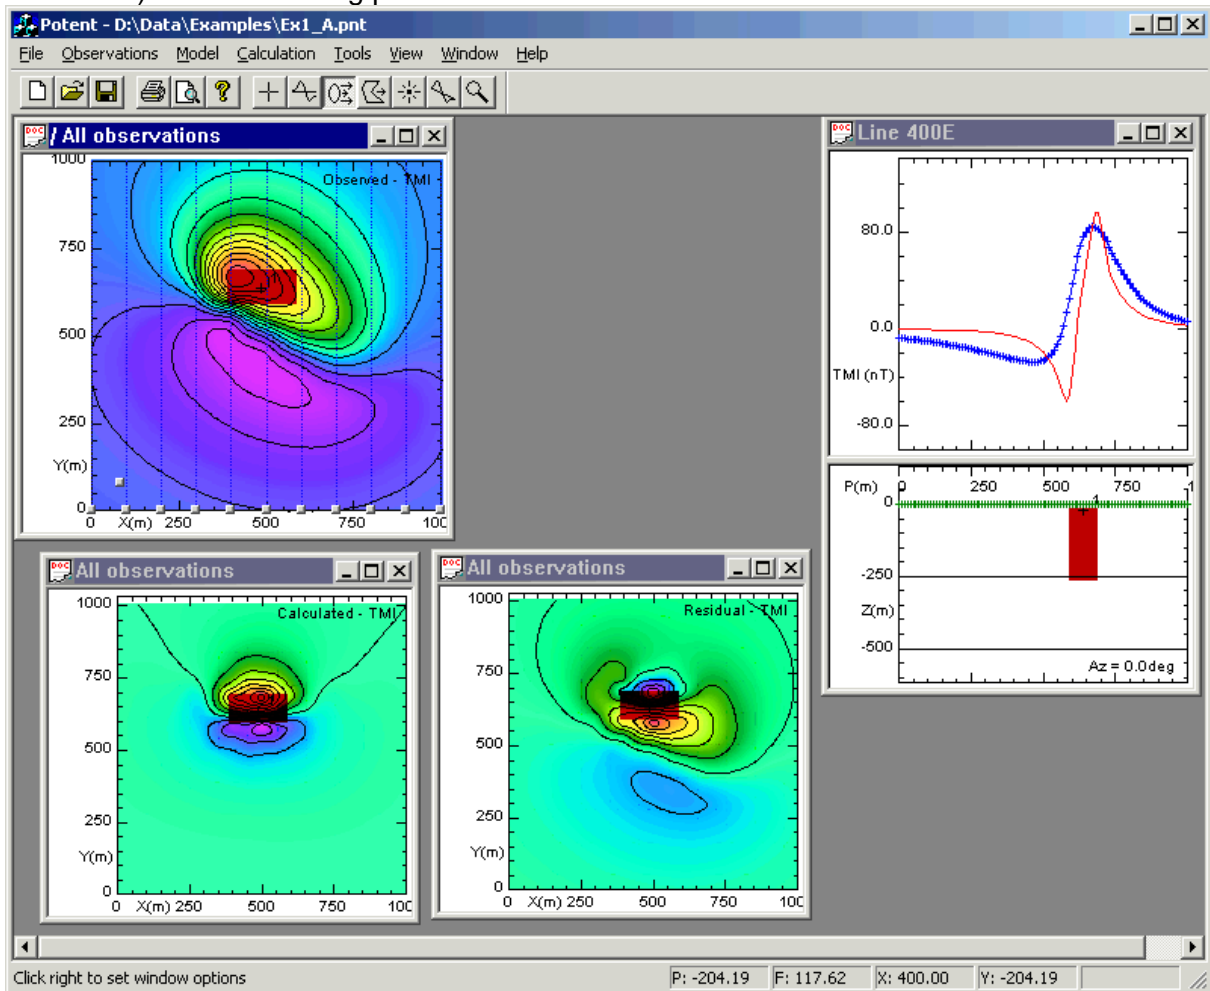 Potent - D:\Data\Examples\Ex1_A.pnt
File Observations Model Calculation Tools View Window Help
/ All observations
1000
Observed - TMI
750
500
250
Y(m)
0
0 X(m) 250 500 750 100
Line 400E
80.0
0.0
TMI (nT)
-80.0
P(m) 0 250 500 750 1
1
0
-250
Z(m)
-500
Az = 0.0deg
All observations
1000
Calculated - TMI
750
500
250
Y(m)
0
0 X(m) 250 500 750 100
All observations
1000
Residual - TMI
750
500
250
Y(m)
0
0 X(m) 250 500 750 100
Click right to set window options
P: -204.19 F: 117.62 X: 400.00 Y: -204.19